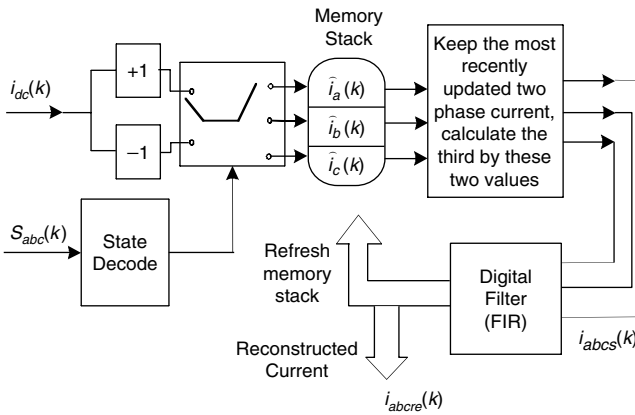 Memory
Stack
i_dc(k)
+1
−1
S_abc(k)
State
Decode
î_a(k)
î_b(k)
î_c(k)
Keep the most
recently
updated two
phase current,
calculate the
third by these
two values
Refresh
memory
stack
Digital
Filter
(FIR)
i_abcs(k)
Reconstructed
Current
i_abcre(k)